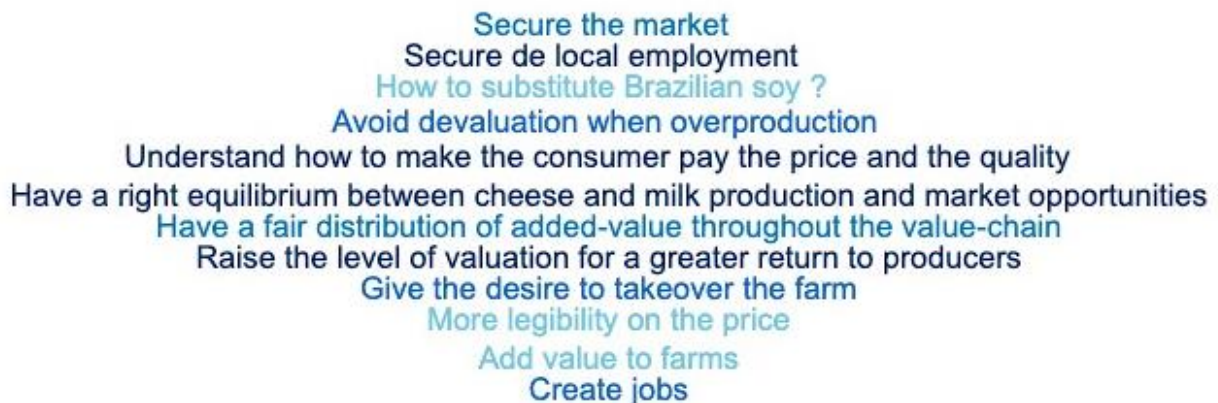 Secure the market
Secure de local employment
How to substitute Brazilian soy ?
Avoid devaluation when overproduction
Understand how to make the consumer pay the price and the quality
Have a right equilibrium between cheese and milk production and market opportunities
Have a fair distribution of added-value throughout the value-chain
Raise the level of valuation for a greater return to producers
Give the desire to takeover the farm
More legibility on the price
Add value to farms
Create jobs